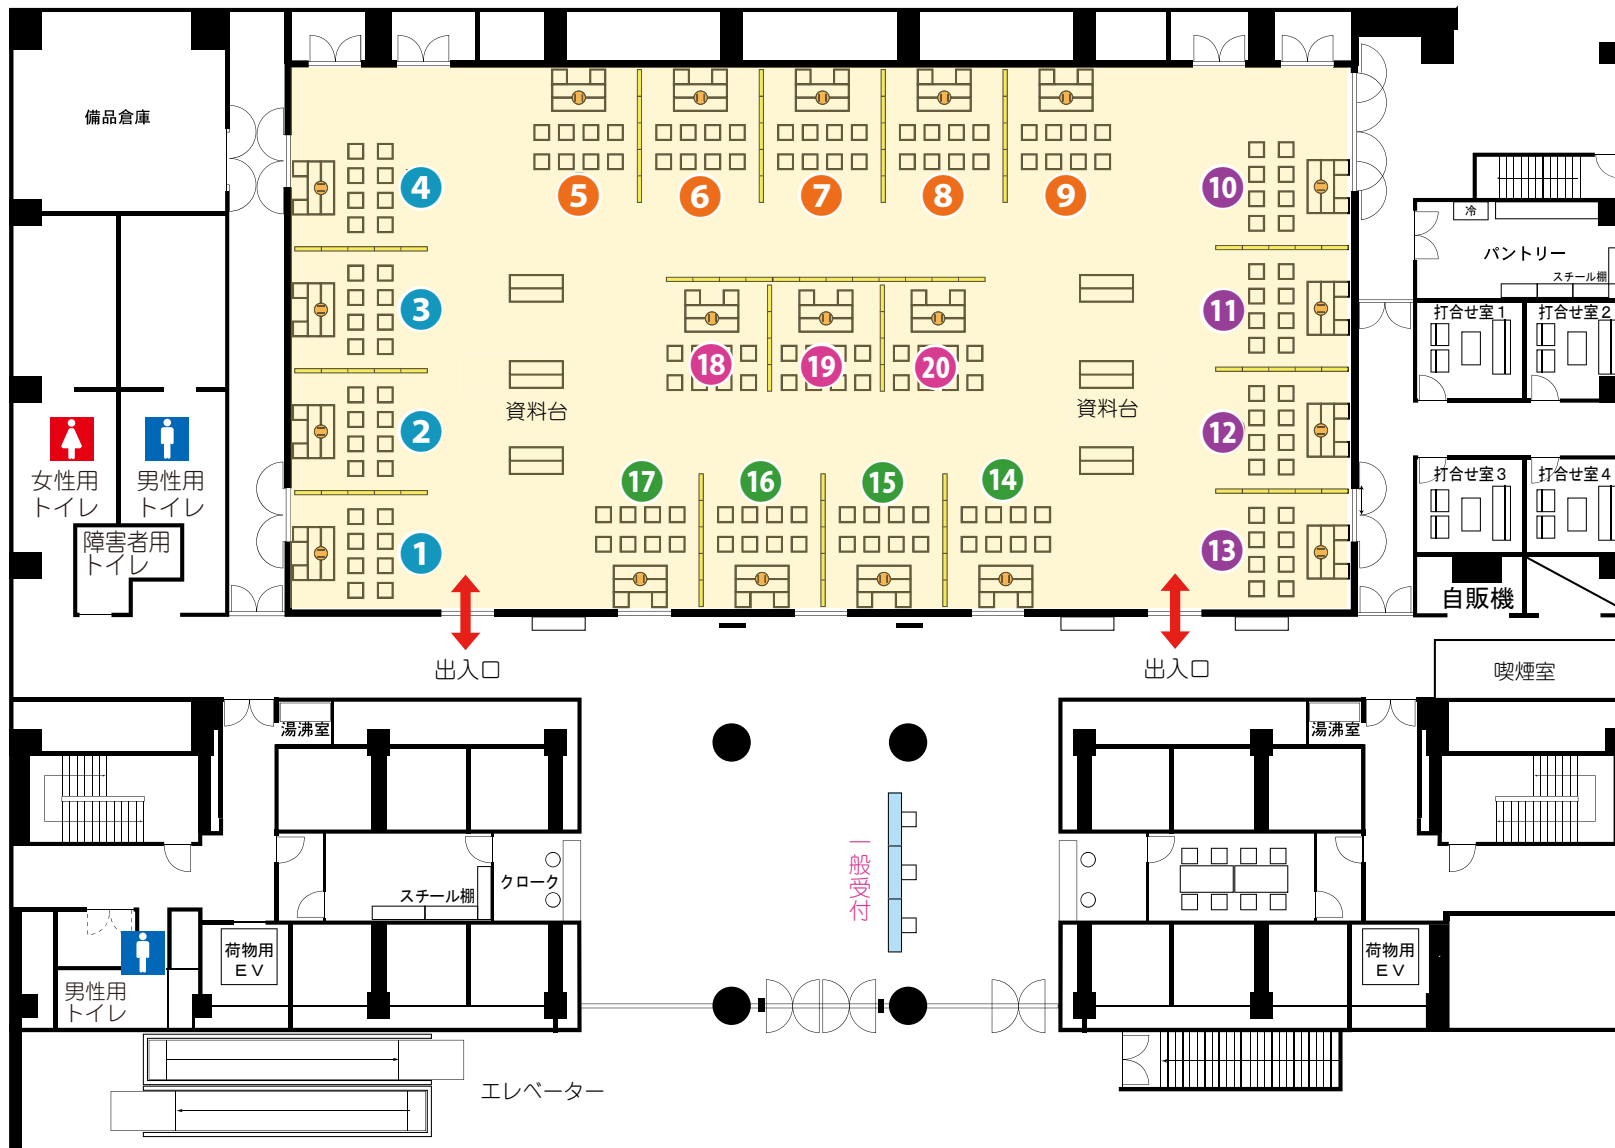 備品倉庫
5
6
7
8
9
4
10
冷
パントリー
スチール棚
3
11
打合せ室1
打合せ室2
18
19
20
資料台
資料台
2
12
女性用
トイレ
男性用
トイレ
17
16
15
14
打合せ室3
打合せ室4
障害者用
トイレ
1
13
自販機
出入口
出入口
喫煙室
湯沸室
湯沸室
一般受付
クローク
スチール棚
荷物用
EV
荷物用
EV
男性用
トイレ
エレベーター